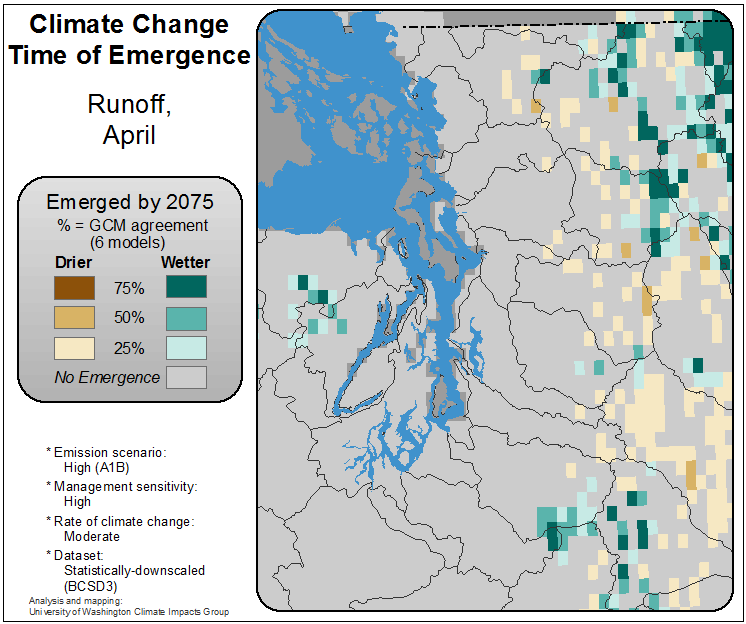 Climate Change
Time of Emergence
Runoff,
April
Emerged by 2075
% = GCM agreement
(6 models)
Drier Wetter
75%
50%
25%
No Emergence
* Emission scenario:
High (A1B)
* Management sensitivity:
High
* Rate of climate change:
Moderate
* Dataset:
Statistically-downscaled
(BCSD3)
Analysis and mapping:
University of Washington Climate Impacts Group